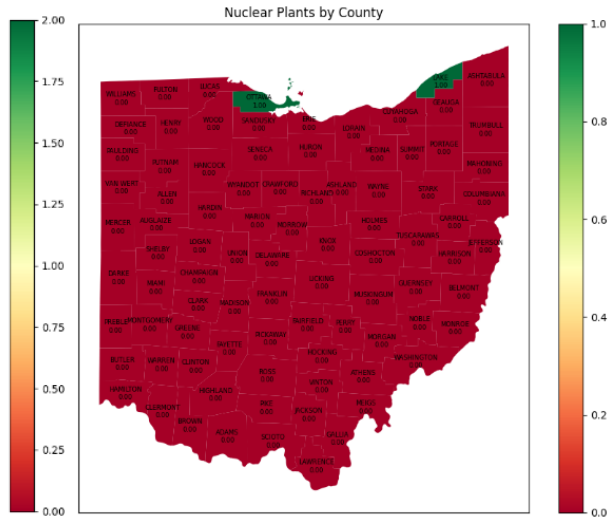 Nuclear Plants by County
2.00
1.75
1.50
1.25
1.00
0.75
0.50
0.25
0.00
WILLIAMS
0.00
FULTON
0.00
LUCAS
0.00
OTTAWA
1.00
LAKE
1.00
ASHTABULA
0.00
GEAUGA
0.00
CUYAHOGA
0.00
DEFIANCE
0.00
HENRY
0.00
WOOD
0.00
SANDUSKY
0.00
ERIE
0.00
LORAIN
0.00
TRUMBULL
0.00
PAULDING
0.00
PUTNAM
0.00
HANCOCK
0.00
SENECA
0.00
HURON
0.00
MEDINA
0.00
SUMMIT
0.00
PORTAGE
0.00
MAHONING
0.00
VAN WERT
0.00
ALLEN
0.00
WYANDOT
0.00
CRAWFORD
0.00
RICHLAND
0.00
ASHLAND
0.00
WAYNE
0.00
STARK
0.00
COLUMBIANA
0.00
HARDIN
0.00
MERCER
0.00
AUGLAIZE
0.00
MARION
0.00
MORROW
0.00
HOLMES
0.00
CARROLL
0.00
TUSCARAWAS
0.00
JEFFERSON
0.00
SHELBY
0.00
LOGAN
0.00
UNION
0.00
DELAWARE
0.00
KNOX
0.00
COSHOCTON
0.00
HARRISON
0.00
DARKE
0.00
MIAMI
0.00
CHAMPAIGN
0.00
LICKING
0.00
GUERNSEY
0.00
BELMONT
0.00
CLARK
0.00
MADISON
0.00
FRANKLIN
0.00
MUSKINGUM
0.00
PREBLE
0.00
MONTGOMERY
0.00
GREENE
0.00
FAYETTE
0.00
PICKAWAY
0.00
FAIRFIELD
0.00
PERRY
0.00
MORGAN
0.00
NOBLE
0.00
MONROE
0.00
BUTLER
0.00
WARREN
0.00
CLINTON
0.00
ROSS
0.00
HOCKING
0.00
ATHENS
0.00
WASHINGTON
0.00
HAMILTON
0.00
CLERMONT
0.00
BROWN
0.00
HIGHLAND
0.00
ADAMS
0.00
PIKE
0.00
SCIOTO
0.00
VINTON
0.00
JACKSON
0.00
MEIGS
0.00
GALLIA
0.00
LAWRENCE
0.00
1.0
0.8
0.6
0.4
0.2
0.0